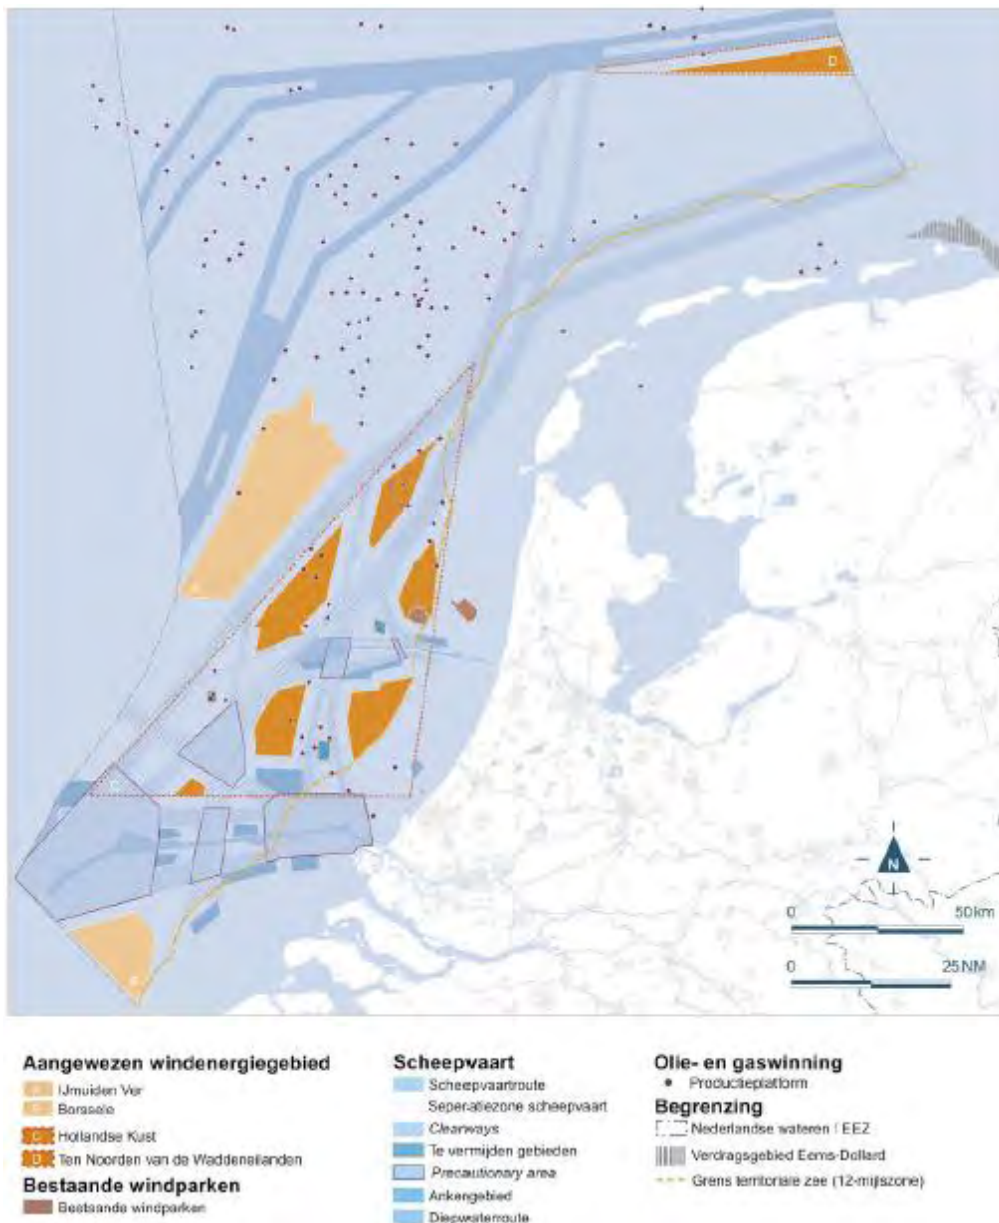 D
C
N
0 50km
0 25 NM
Aangewezen windenergiegebied
IJmuiden Ver
Borssele
C Hollandse Kust
D Ten Noorden van de Waddeneilanden
Bestaande windparken
Bestaande windparken
Scheepvaart
Scheepvaartroute
Seperatiezone scheepvaart
Clearways
Te vermijden gebieden
Precautionary area
Ankergebied
Diepwaterroute
Olie- en gaswinning
Productieplatform
Begrenzing
Nederlandse wateren / EEZ
Verdragsgebied Eems-Dollard
Grens territoriale zee (12-mijlszone)